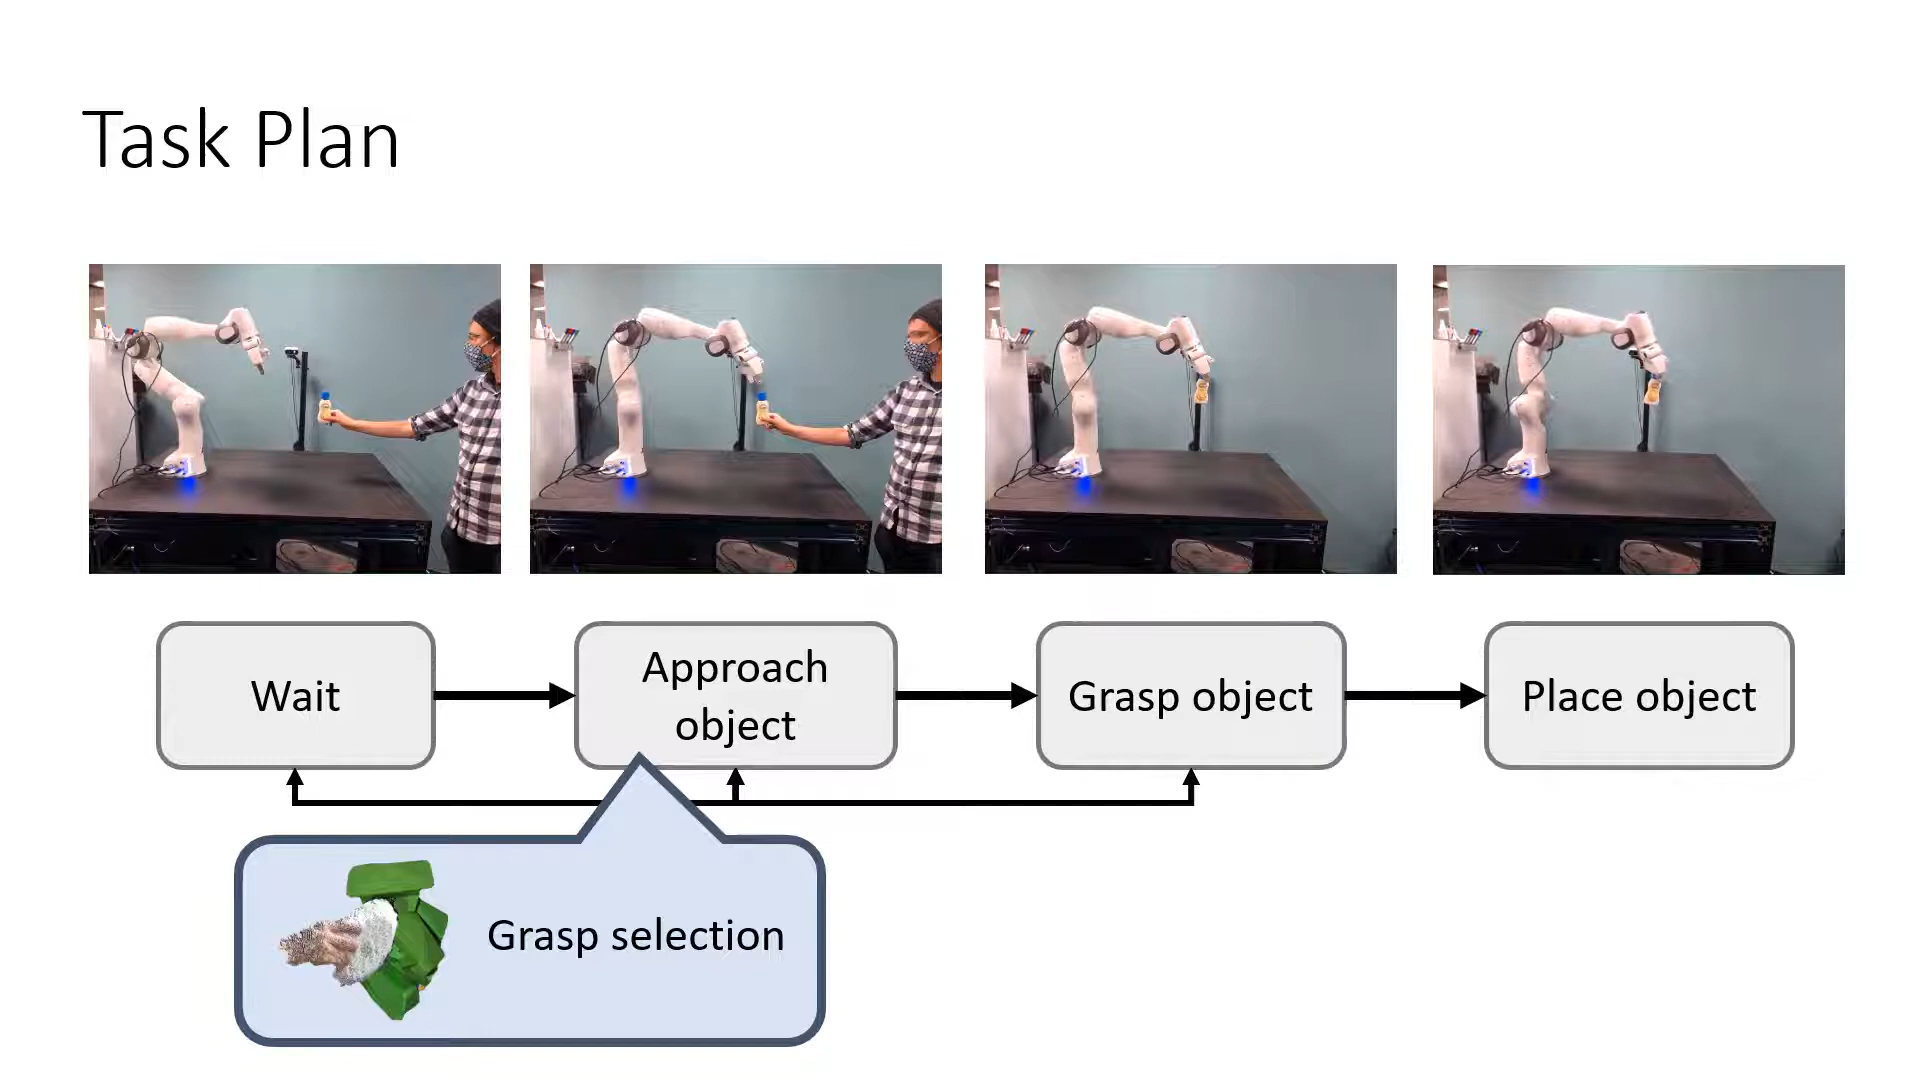 Task Plan
Wait
Approach
object
Grasp object
Place object
Grasp selection